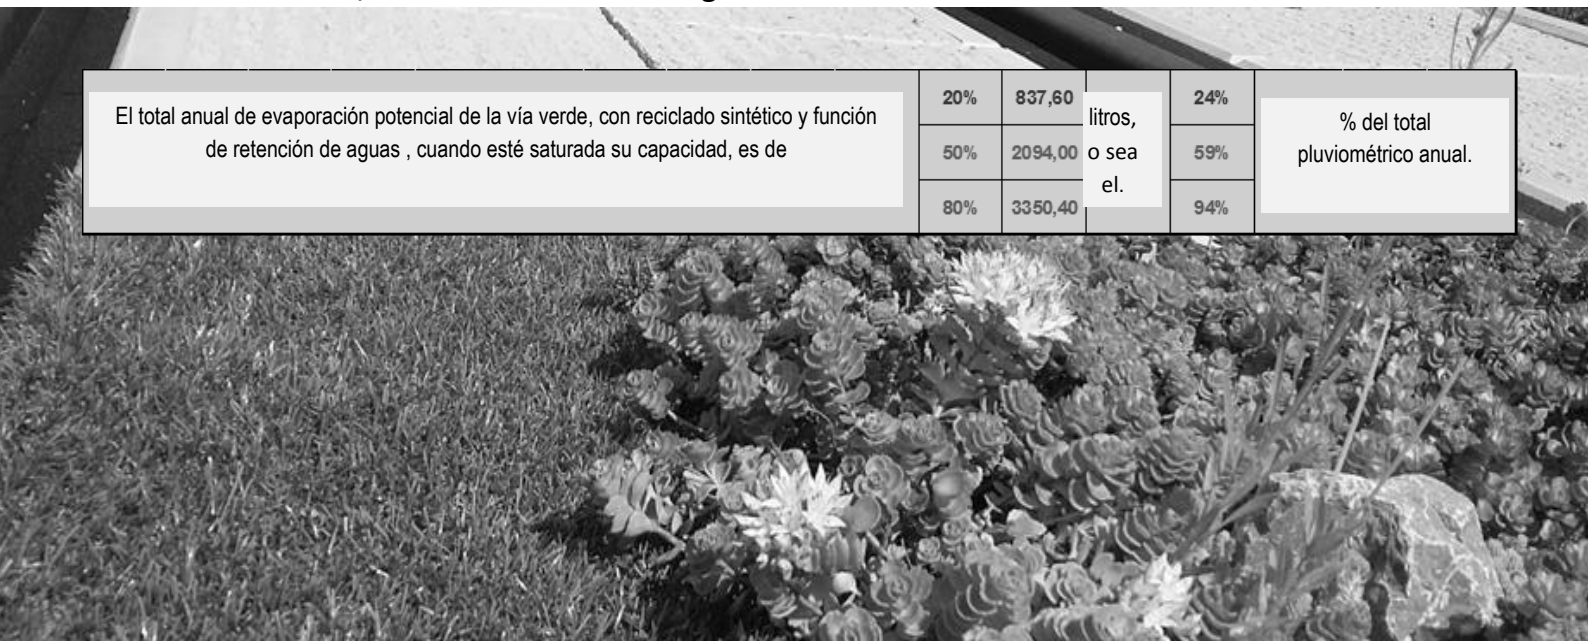 El total anual de evaporación potencial de la vía verde, con reciclado sintético y función
de retención de aguas , cuando esté saturada su capacidad, es de
20% 837,60 24%
50% 2094,00 59%
80% 3350,40 94%
litros,
o sea
el.
% del total
pluviométrico anual.